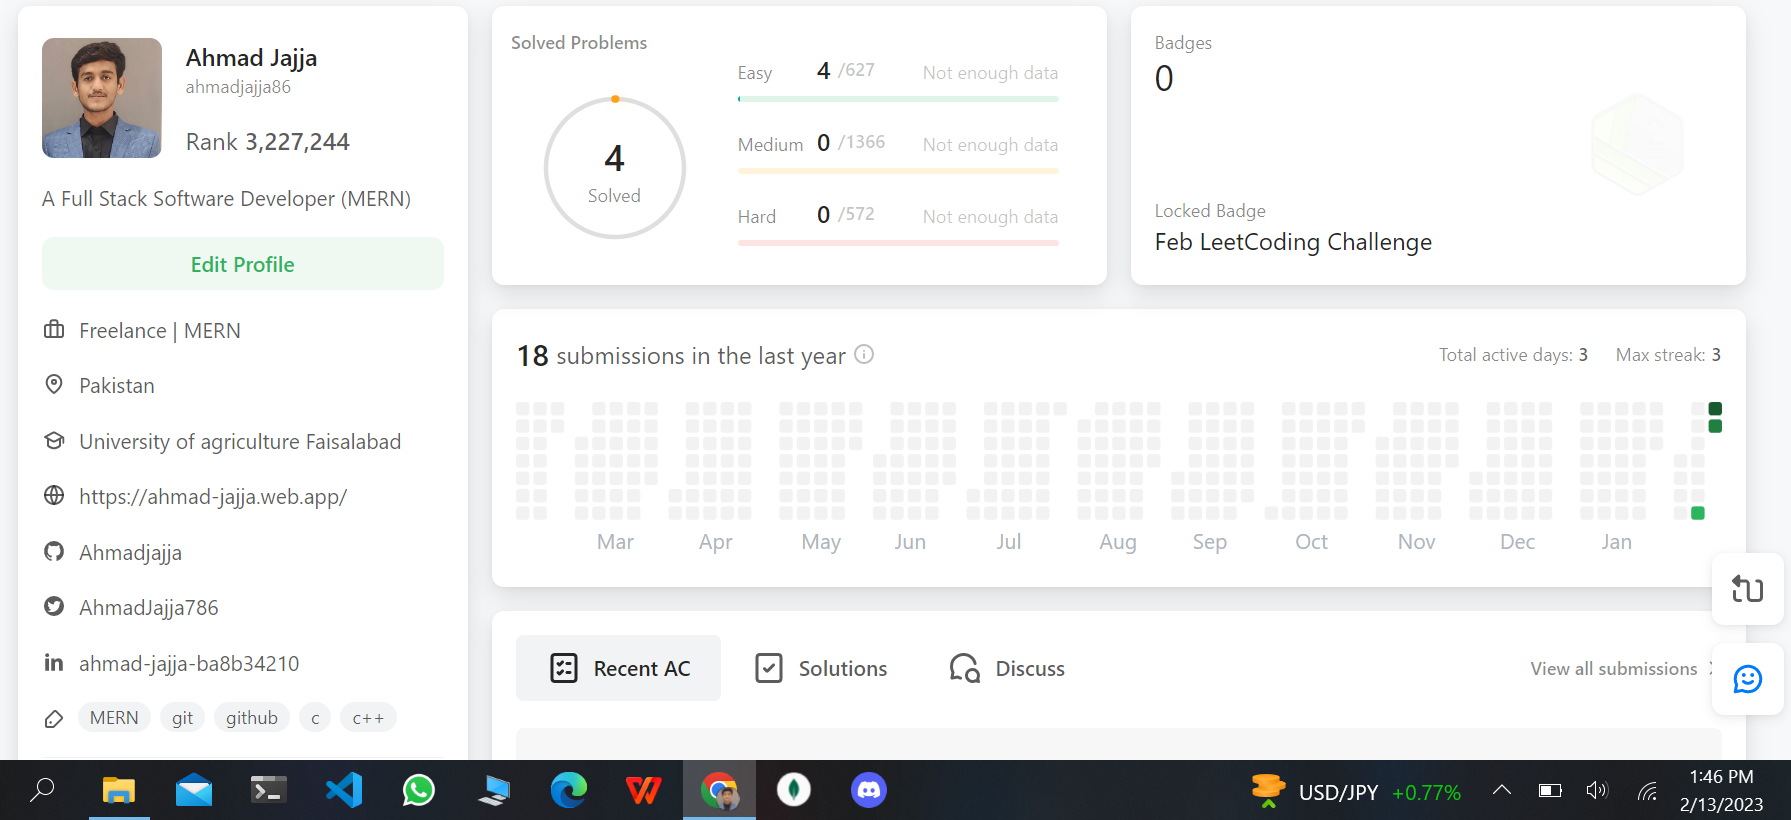 Ahmad Jajja
ahmadjajja86
Rank 3,227,244
A Full Stack Software Developer (MERN)
Edit Profile
Freelance | MERN
Pakistan
University of agriculture Faisalabad
https://ahmad-jajja.web.app/
Ahmadjajja
AhmadJajja786
ahmad-jajja-ba8b34210
MERN git github c c++
Solved Problems
4
Solved
Easy 4 /627 Not enough data
Medium 0 /1366 Not enough data
Hard 0 /572 Not enough data
Badges
0
Locked Badge
Feb LeetCoding Challenge
18 submissions in the last year
Total active days: 3 Max streak: 3
Mar Apr May Jun Jul Aug Sep Oct Nov Dec Jan
Recent AC Solutions Discuss View all submissions
USD/JPY +0.77%
1:46 PM
2/13/2023